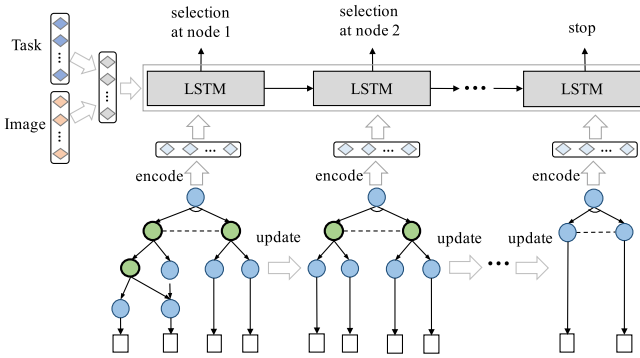 Task
Image
selection
at node 1
selection
at node 2
stop
LSTM
LSTM
•••
LSTM
...
...
...
encode
encode
encode
update
update
•••
update